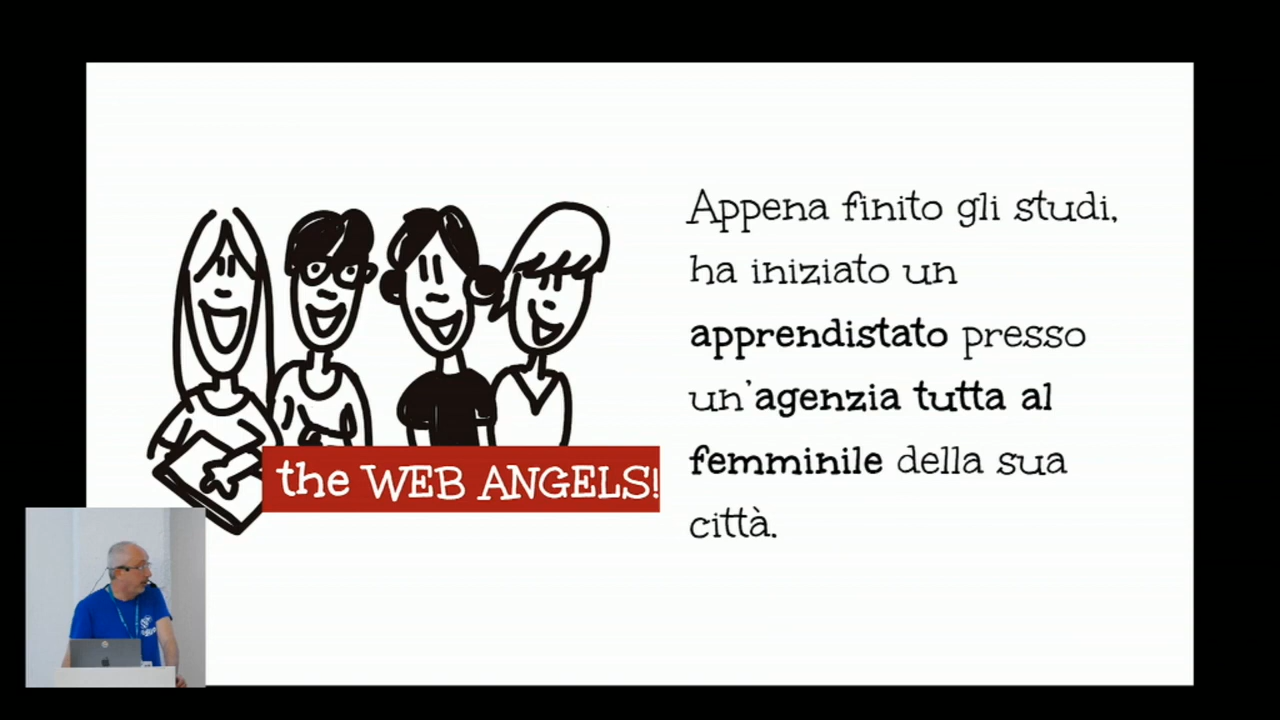 Appena finito gli studi,
ha iniziato un
apprendistato presso
un'agenzia tutta al
femminile della sua
città.
the WEB ANGELS!